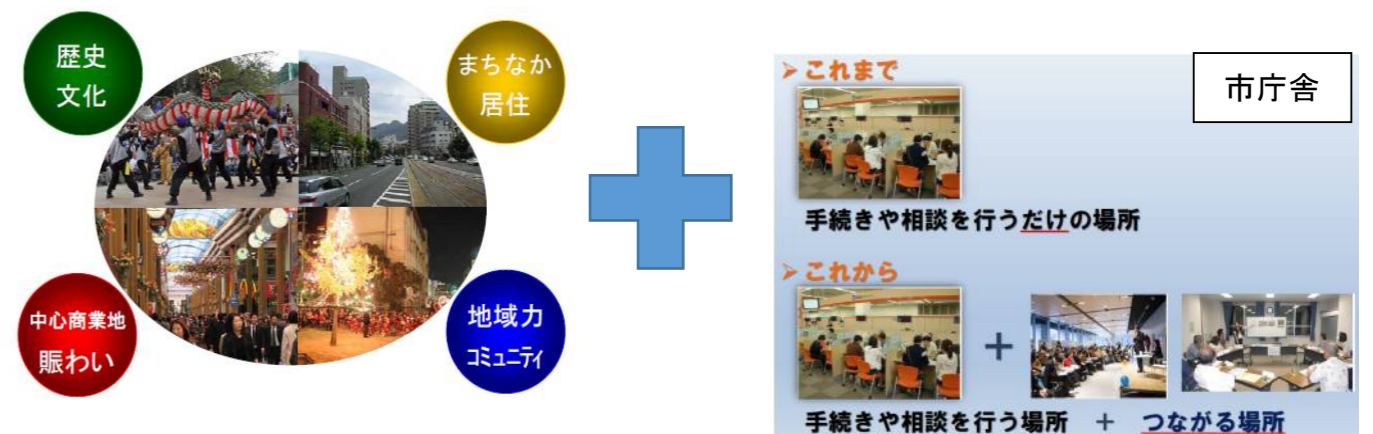 歴史
文化
まちなか
居住
中心商業地
賑わい
地域力
コミュニティ
市庁舎
➢これまで
手続きや相談を行うだけの場所
➢これから
+
手続きや相談を行う場所 + つながる場所